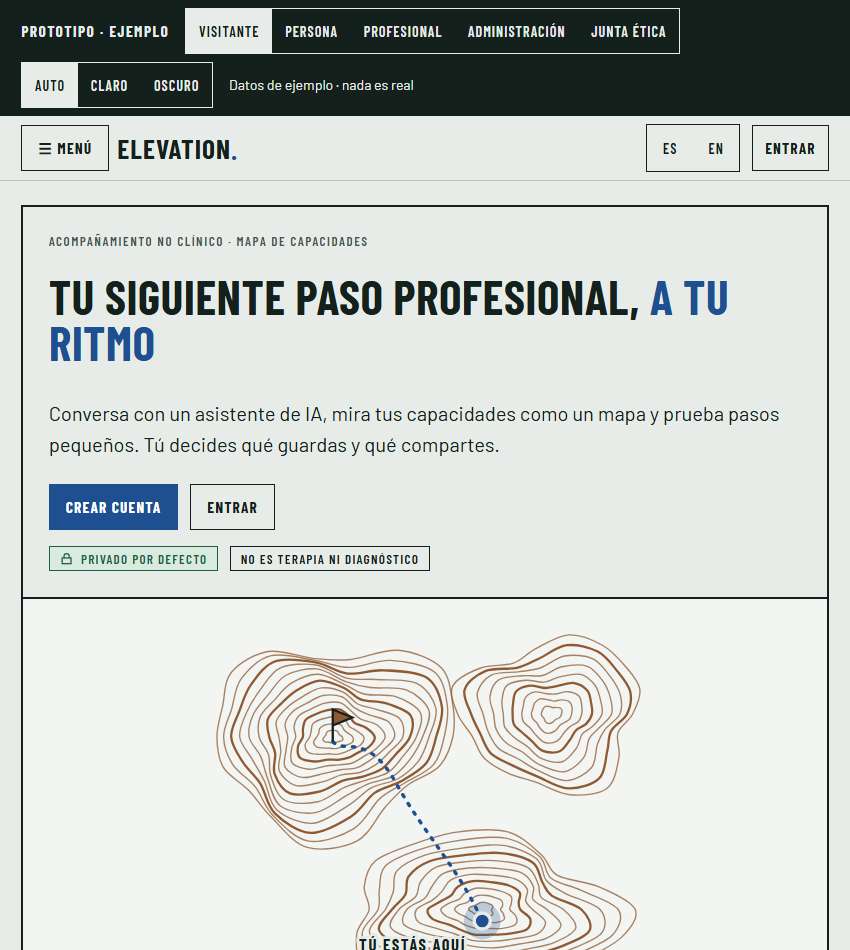 PROTOTIPO · EJEMPLO
VISITANTE PERSONA PROFESIONAL ADMINISTRACIÓN JUNTA ÉTICA
AUTO CLARO OSCURO
Datos de ejemplo · nada es real
☰ MENÚ
ELEVATION.
ES EN
ENTRAR
ACOMPAÑAMIENTO NO CLÍNICO · MAPA DE CAPACIDADES
TU SIGUIENTE PASO PROFESIONAL, A TU
RITMO
Conversa con un asistente de IA, mira tus capacidades como un mapa y prueba pasos
pequeños. Tú decides qué guardas y qué compartes.
CREAR CUENTA
ENTRAR
PRIVADO POR DEFECTO
NO ES TERAPIA NI DIAGNÓSTICO
TÚ ESTÁS AQUÍ